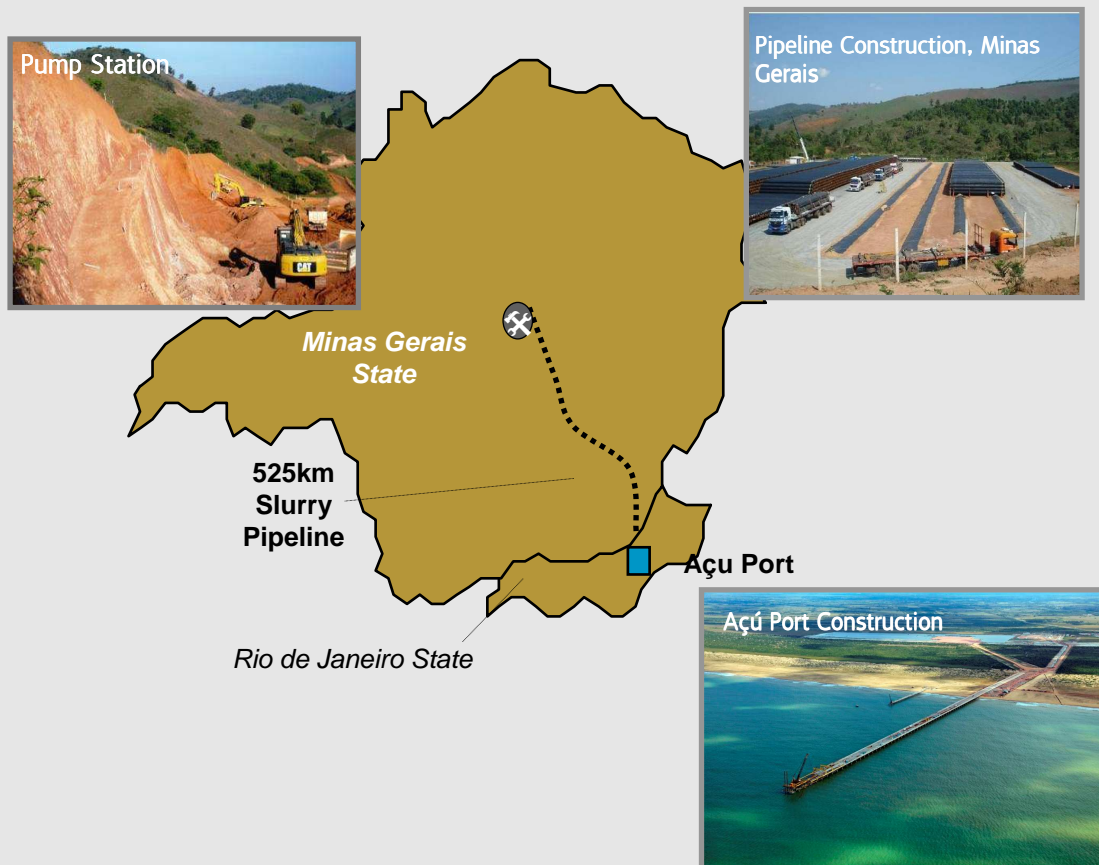 Pump Station
Pipeline Construction, Minas
Gerais
CAT
Minas Gerais
State
525km
Slurry
Pipeline
Açu Port
Açú Port Construction
Rio de Janeiro State